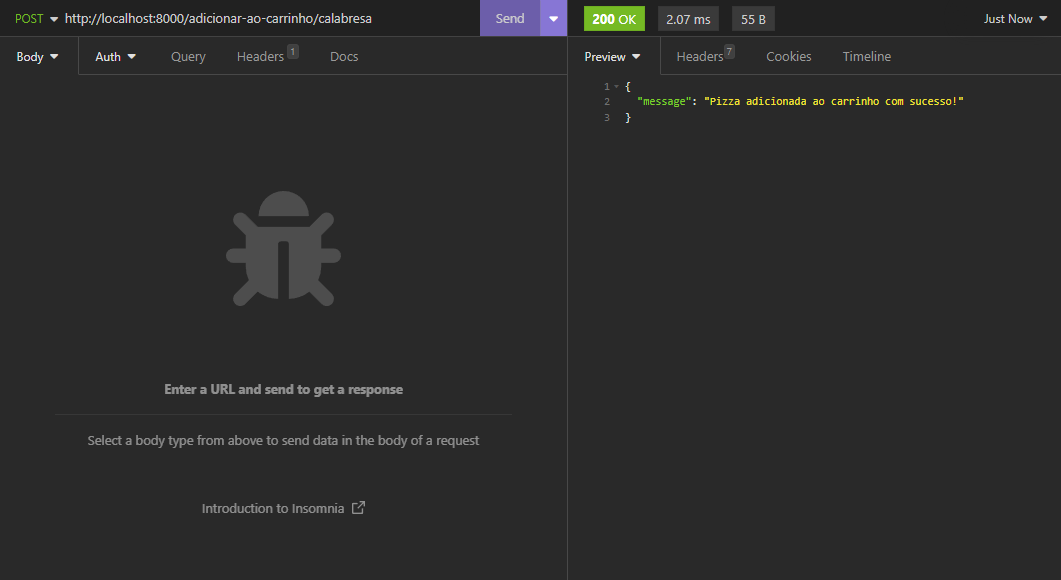 POST http://localhost:8000/adicionar-ao-carrinho/calabresa Send 200 OK 2.07 ms 55 B Just Now
Body Auth Query Headers 1 Docs Preview Headers 7 Cookies Timeline
1 {
2 "message": "Pizza adicionada ao carrinho com sucesso!"
3 }
Enter a URL and send to get a response
Select a body type from above to send data in the body of a request
Introduction to Insomnia